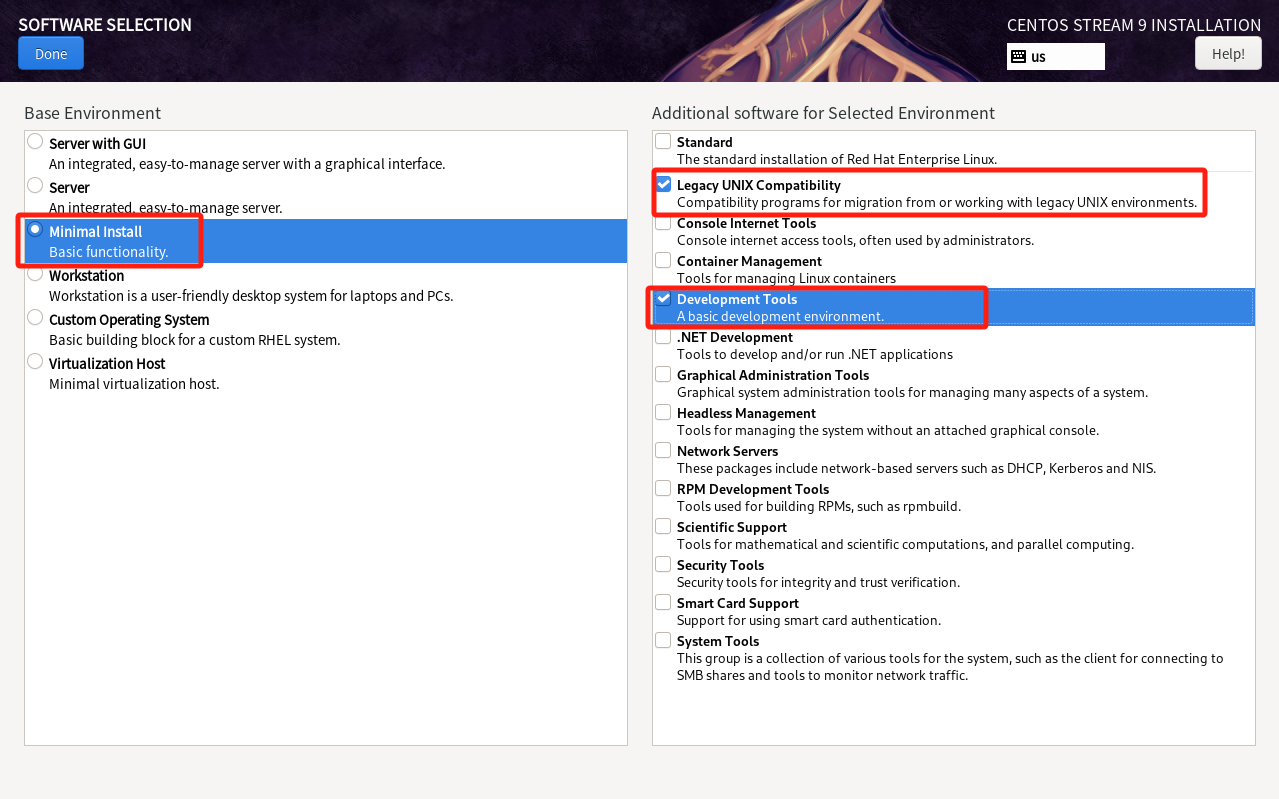 SOFTWARE SELECTION
Done
CENTOS STREAM 9 INSTALLATION
us
Help!
Base Environment
Server with GUI
An integrated, easy-to-manage server with a graphical interface.
Server
An integrated, easy-to-manage server.
Minimal Install
Basic functionality.
Workstation
Workstation is a user-friendly desktop system for laptops and PCs.
Custom Operating System
Basic building block for a custom RHEL system.
Virtualization Host
Minimal virtualization host.
Additional software for Selected Environment
Standard
The standard installation of Red Hat Enterprise Linux.
Legacy UNIX Compatibility
Compatibility programs for migration from or working with legacy UNIX environments.
Console Internet Tools
Console internet access tools, often used by administrators.
Container Management
Tools for managing Linux containers
Development Tools
A basic development environment.
.NET Development
Tools to develop and/or run .NET applications
Graphical Administration Tools
Graphical system administration tools for managing many aspects of a system.
Headless Management
Tools for managing the system without an attached graphical console.
Network Servers
These packages include network-based servers such as DHCP, Kerberos and NIS.
RPM Development Tools
Tools used for building RPMs, such as rpmbuild.
Scientific Support
Tools for mathematical and scientific computations, and parallel computing.
Security Tools
Security tools for integrity and trust verification.
Smart Card Support
Support for using smart card authentication.
System Tools
This group is a collection of various tools for the system, such as the client for connecting to
SMB shares and tools to monitor network traffic.